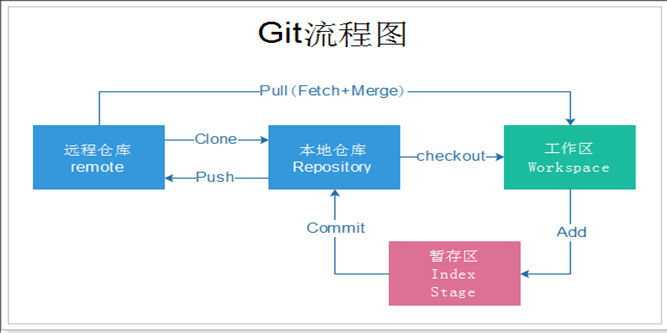 Git流程图
Pull(Fetch+Merge)
远程仓库
remote
Clone
Push
本地仓库
Repository
checkout
工作区
Workspace
Commit
Add
暂存区
Index
Stage